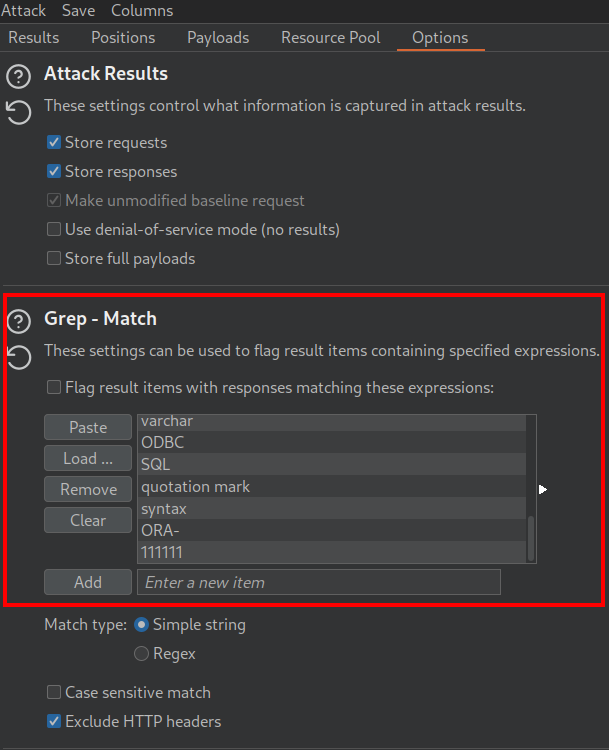 Attack Save Columns
Results Positions Payloads Resource Pool Options
Attack Results
These settings control what information is captured in attack results.
Store requests
Store responses
Make unmodified baseline request
Use denial-of-service mode (no results)
Store full payloads
Grep - Match
These settings can be used to flag result items containing specified expressions.
Flag result items with responses matching these expressions:
Paste
Load ...
Remove
Clear
varchar
ODBC
SQL
quotation mark
syntax
ORA-
111111
Add Enter a new item
Match type: Simple string
Regex
Case sensitive match
Exclude HTTP headers